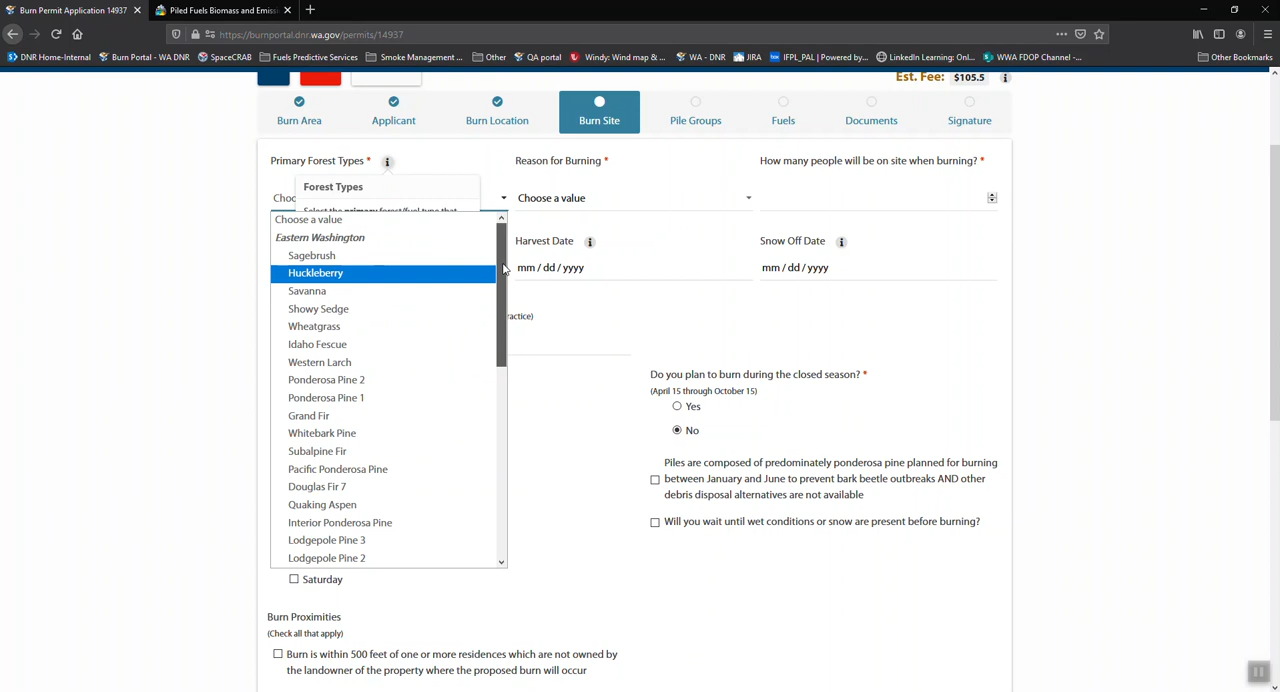 Burn Permit Application 14937
Piled Fuels Biomass and Emissi
https://burnportal.dnr.wa.gov/permits/14937
DNR Home-Internal
Burn Portal - WA DNR
SpaceCRAB
Fuels Predictive Services
Smoke Management ...
Other
QA portal
Windy: Wind map & ...
WA - DNR
JIRA
IFPL_PAL | Powered by...
LinkedIn Learning: Onl...
WWA FDOP Channel -...
Other Bookmarks
Est. Fee: $105.5
Burn Area
Applicant
Burn Location
Burn Site
Pile Groups
Fuels
Documents
Signature
Primary Forest Types *
Reason for Burning *
How many people will be on site when burning? *
Forest Types
Choo
Choose a value
Select the primary forest/fuel type that
Choose a value
Eastern Washington
Sagebrush
Huckleberry
Savanna
Showy Sedge
Wheatgrass
Idaho Fescue
Western Larch
Ponderosa Pine 2
Ponderosa Pine 1
Grand Fir
Whitebark Pine
Subalpine Fir
Pacific Ponderosa Pine
Douglas Fir 7
Quaking Aspen
Interior Ponderosa Pine
Lodgepole Pine 3
Lodgepole Pine 2
Harvest Date
Snow Off Date
mm / dd / yyyy
mm / dd / yyyy
ractice)
Do you plan to burn during the closed season? *
(April 15 through October 15)
Yes
No
Piles are composed of predominately ponderosa pine planned for burning
between January and June to prevent bark beetle outbreaks AND other
debris disposal alternatives are not available
Will you wait until wet conditions or snow are present before burning?
Saturday
Burn Proximities
(Check all that apply)
Burn is within 500 feet of one or more residences which are not owned by
the landowner of the property where the proposed burn will occur